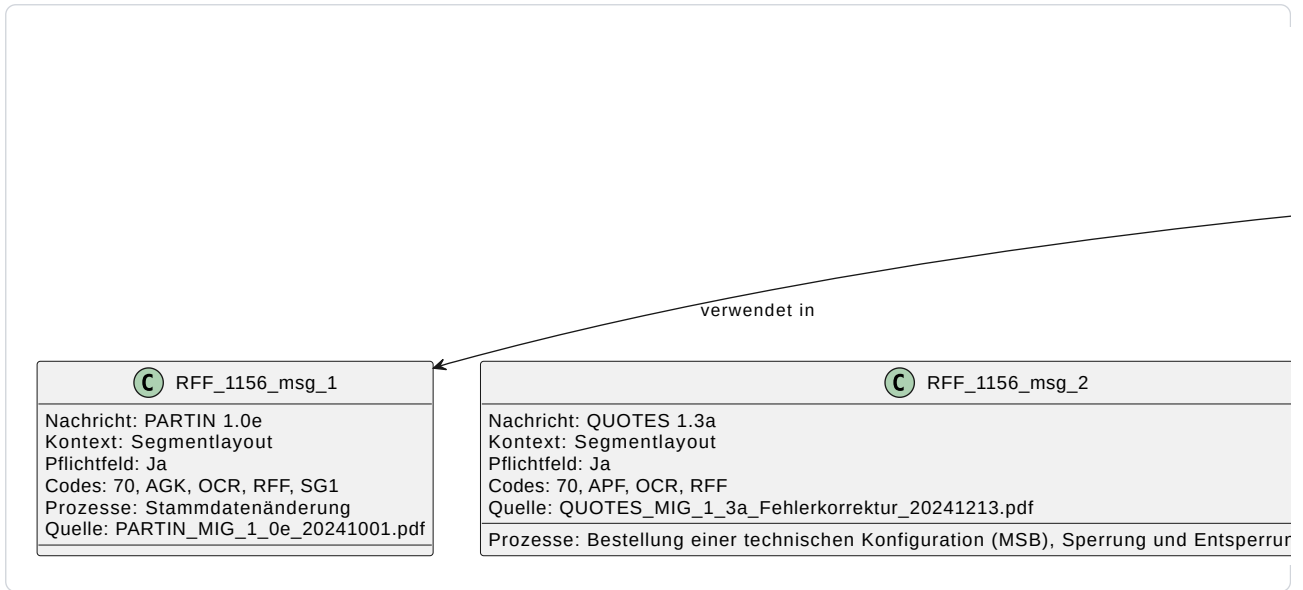 verwendet in
C RFF_1156_msg_1
Nachricht: PARTIN 1.0e
Kontext: Segmentlayout
Pflichtfeld: Ja
Codes: 70, AGK, OCR, RFF, SG1
Prozesse: Stammdatenänderung
Quelle: PARTIN_MIG_1_0e_20241001.pdf
C RFF_1156_msg_2
Nachricht: QUOTES 1.3a
Kontext: Segmentlayout
Pflichtfeld: Ja
Codes: 70, APF, OCR, RFF
Quelle: QUOTES_MIG_1_3a_Fehlerkorrektur_20241213.pdf
Prozesse: Bestellung einer technischen Konfiguration (MSB), Sperrung und